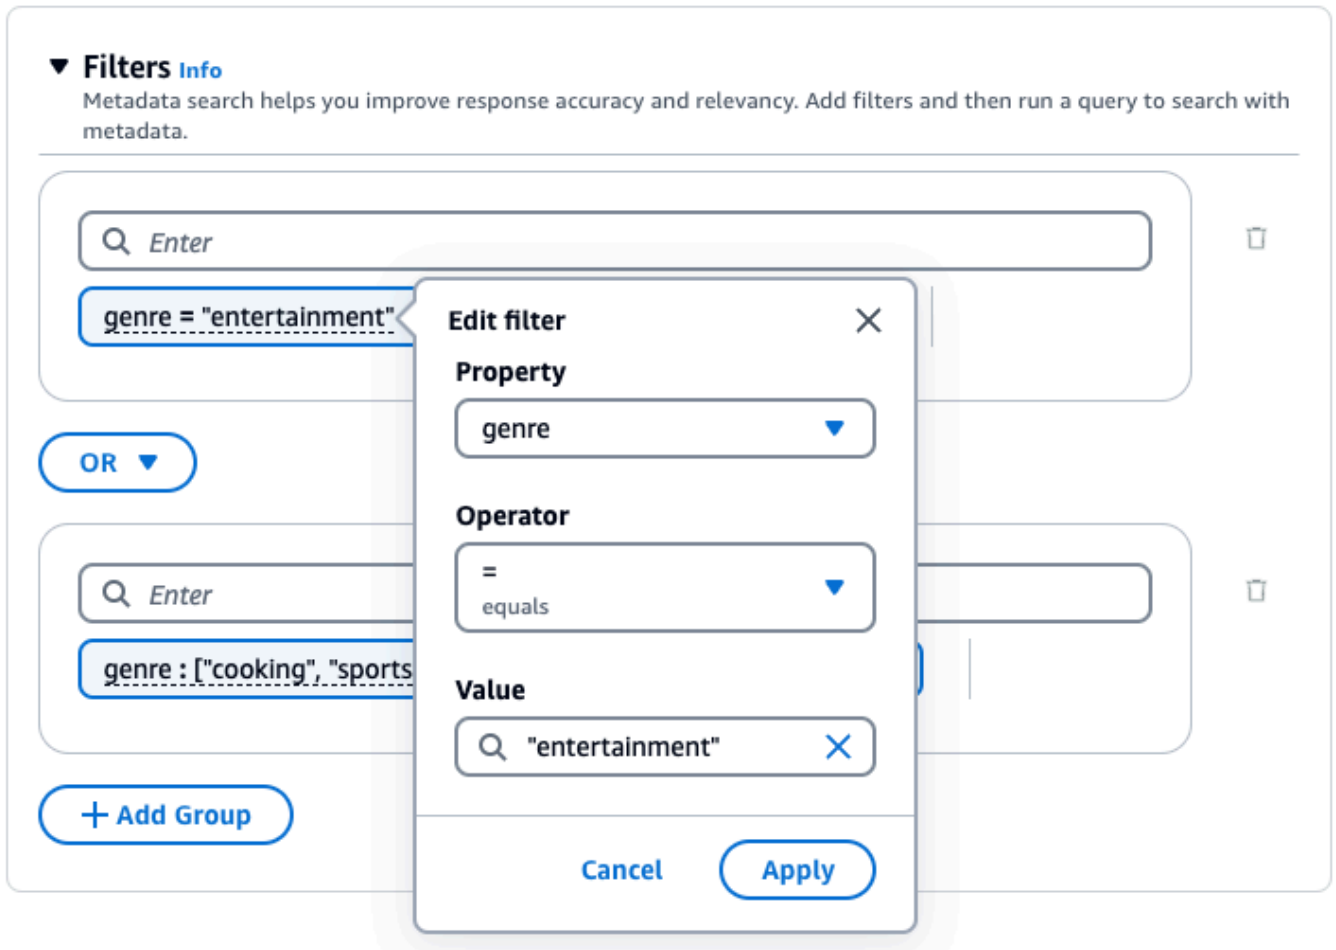 Filters Info
Metadata search helps you improve response accuracy and relevancy. Add filters and then run a query to search with
metadata.
Enter
genre = "entertainment"
OR
Enter
genre : ["cooking", "sports
Add Group
Edit filter
Property
genre
Operator
=
equals
Value
"entertainment"
Cancel
Apply